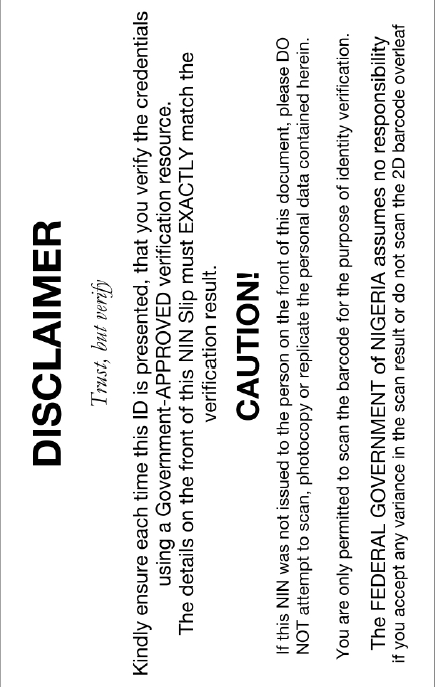 DISCLAIMER
Trust, but verify
Kindly ensure each time this ID is presented, that you verify the credentials
using a Government-APPROVED verification resource.
The details on the front of this NIN Slip must EXACTLY match the
verification result.
CAUTION!
If this NIN was not issued to the person on the front of this document, please DO
NOT attempt to scan, photocopy or replicate the personal data contained herein.
You are only permitted to scan the barcode for the purpose of identity verification.
The FEDERAL GOVERNMENT of NIGERIA assumes no responsibility
if you accept any variance in the scan result or do not scan the 2D barcode overleaf